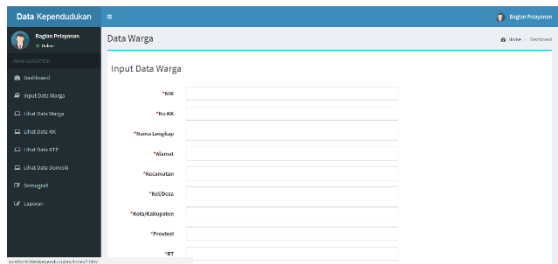 Data Kependudukan
Bagian Pelayanan
Bagian Pelayanan
Online
Data Warga
Home
Dashboard
MAIN NAVIGATION
Dashboard
Input Data Warga
Lihat Data Warga
Lihat Data KK
Lihat Data KTP
Lihat Data Domisili
Demografi
Laporan
Input Data Warga
*NIK
*No KK
*Nama Lengkap
*Alamat
*Kecamatan
*Kel/Desa
*Kota/Kabupaten
*Provinsi
*RT